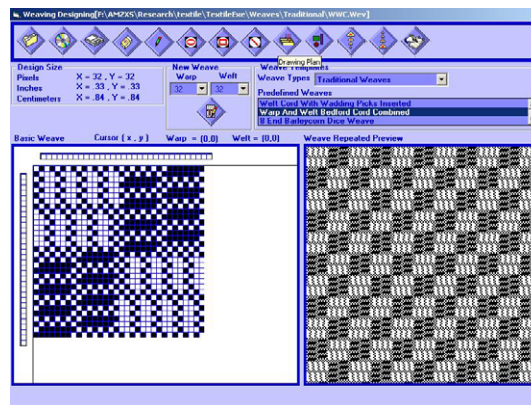 Weaving Designing[F:\AMZXS\Research\textile\TextileExe\Weaves\Traditional\WWC.Wev]
Drawing Plan
Design Size
Pixels X = 32 , Y = 32
Inches X = .33 , Y = .33
Centimeters X = .84 , Y = .84
New Weave
Warp Weft
32 32
Weave Templates
Weave Types Traditional Weaves
Predefined Weaves
Weft Cord With Wadding Picks Inserted
Warp And Weft Bedford Cord Combined
8 End Barleycorn Dice Weave
Basic Weave Cursor ( x , y ) Warp = (0,0) Weft = (0,0) Weave Repeated Preview